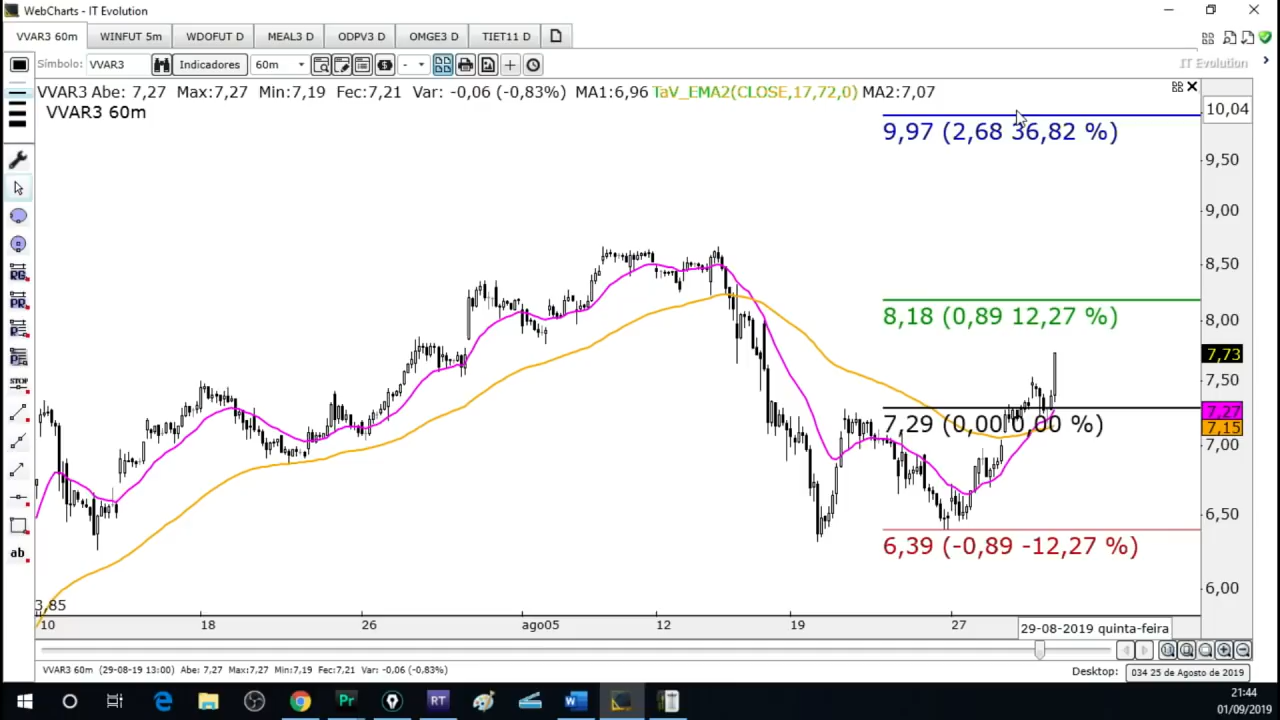 WebCharts - IT Evolution
VVAR3 60m WINFUT 5m WDOFUT D MEAL3 D ODPV3 D OMGE3 D TIET11 D
Símbolo: VVAR3 Indicadores 60m -
IT Evolution
VVAR3 Abe: 7,27 Max:7,27 Min:7,19 Fec:7,21 Var: -0,06 (-0,83%) MA1:6,96 TaV_EMA2(CLOSE,17,72,0) MA2:7,07
VVAR3 60m
10,04
9,97 (2,68 36,82 %)
9,50
9,00
8,50
8,18 (0,89 12,27 %)
8,00
7,73
7,50
7,27
7,29 (0,00 0,00 %)
7,15
7,00
6,50
6,39 (-0,89 -12,27 %)
6,00
RG
PR
STOP
ab
3,85
10 18 26 ago05 12 19 27
29-08-2019 quinta-feira
VVAR3 60m (29-08-19 13:00) Abe: 7,27 Max:7,27 Min:7,19 Fec:7,21 Var: -0,06 (-0,83%)
Desktop: 034 25 de Agosto de 2019
Pr RT
21:44
01/09/2019